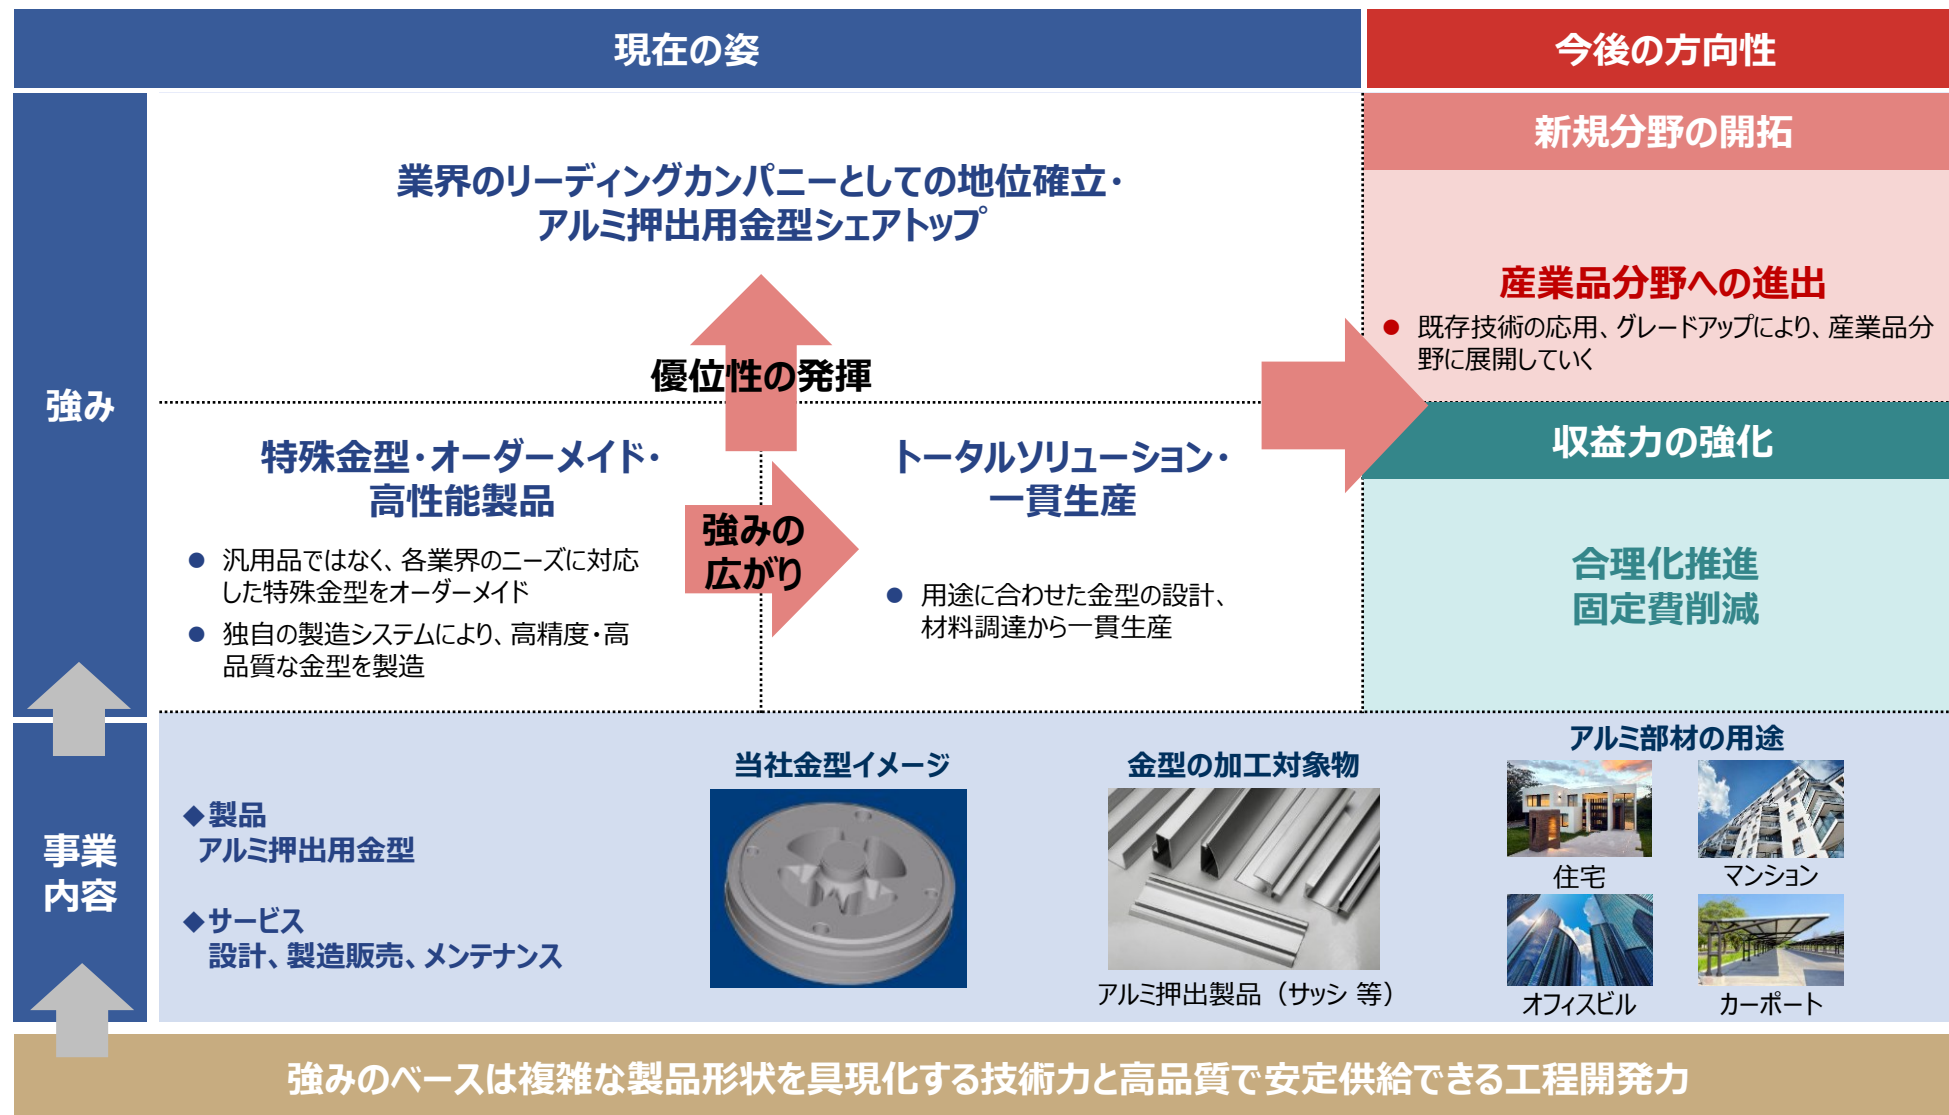 現在の姿
今後の方向性
強み
業界のリーディングカンパニーとしての地位確立・
アルミ押出用金型シェアトップ
優位性の発揮
特殊金型・オーダーメイド・
高性能製品
● 汎用品ではなく、各業界のニーズに対応
した特殊金型をオーダーメイド
● 独自の製造システムにより、高精度・高
品質な金型を製造
強みの
広がり
トータルソリューション・
一貫生産
● 用途に合わせた金型の設計、
材料調達から一貫生産
新規分野の開拓
産業品分野への進出
● 既存技術の応用、グレードアップにより、産業品分
野に展開していく
収益力の強化
合理化推進
固定費削減
事業
内容
◆製品
アルミ押出用金型
◆サービス
設計、製造販売、メンテナンス
当社金型イメージ
金型の加工対象物
アルミ押出製品（サッシ 等）
アルミ部材の用途
住宅
マンション
オフィスビル
カーポート
強みのベースは複雑な製品形状を具現化する技術力と高品質で安定供給できる工程開発力